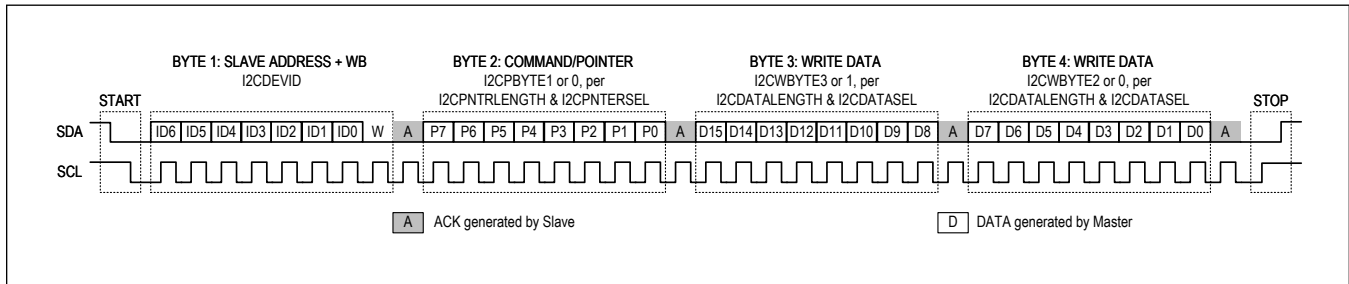 BYTE 1: SLAVE ADDRESS + WB
I2CDEVID
BYTE 2: COMMAND/POINTER
I2CPBYTE1 or 0, per
I2CPNTRLENGTH & I2CPNTERSEL
BYTE 3: WRITE DATA
I2CWBYTE3 or 1, per
I2CDATALENGTH & I2CDATASEL
BYTE 4: WRITE DATA
I2CWBYTE2 or 0, per
I2CDATALENGTH & I2CDATASEL
START
STOP
SDA ID6 ID5 ID4 ID3 ID2 ID1 ID0 W A P7 P6 P5 P4 P3 P2 P1 P0 A D15 D14 D13 D12 D11 D10 D9 D8 A D7 D6 D5 D4 D3 D2 D1 D0 A
SCL
A ACK generated by Slave
D DATA generated by Master